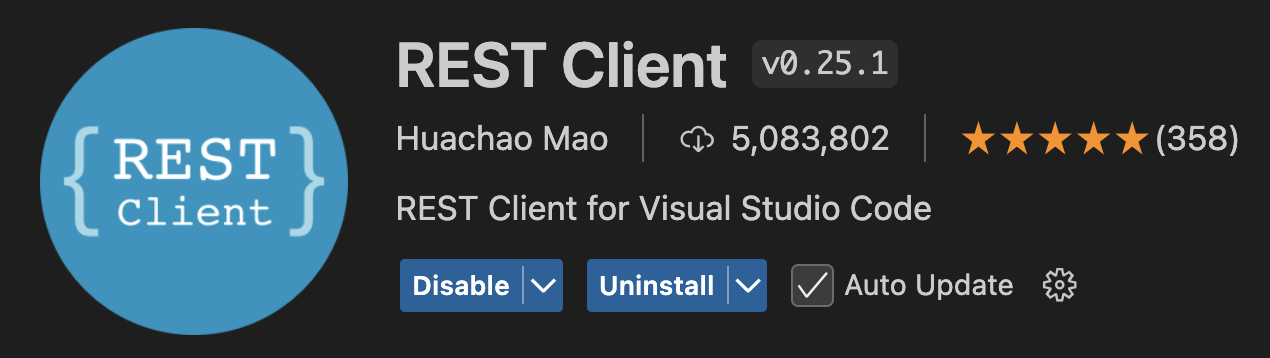 { REST
Client }
REST Client v0.25.1
Huachao Mao | 5,083,802 | ★★★★★(358)
REST Client for Visual Studio Code
Disable Uninstall Auto Update